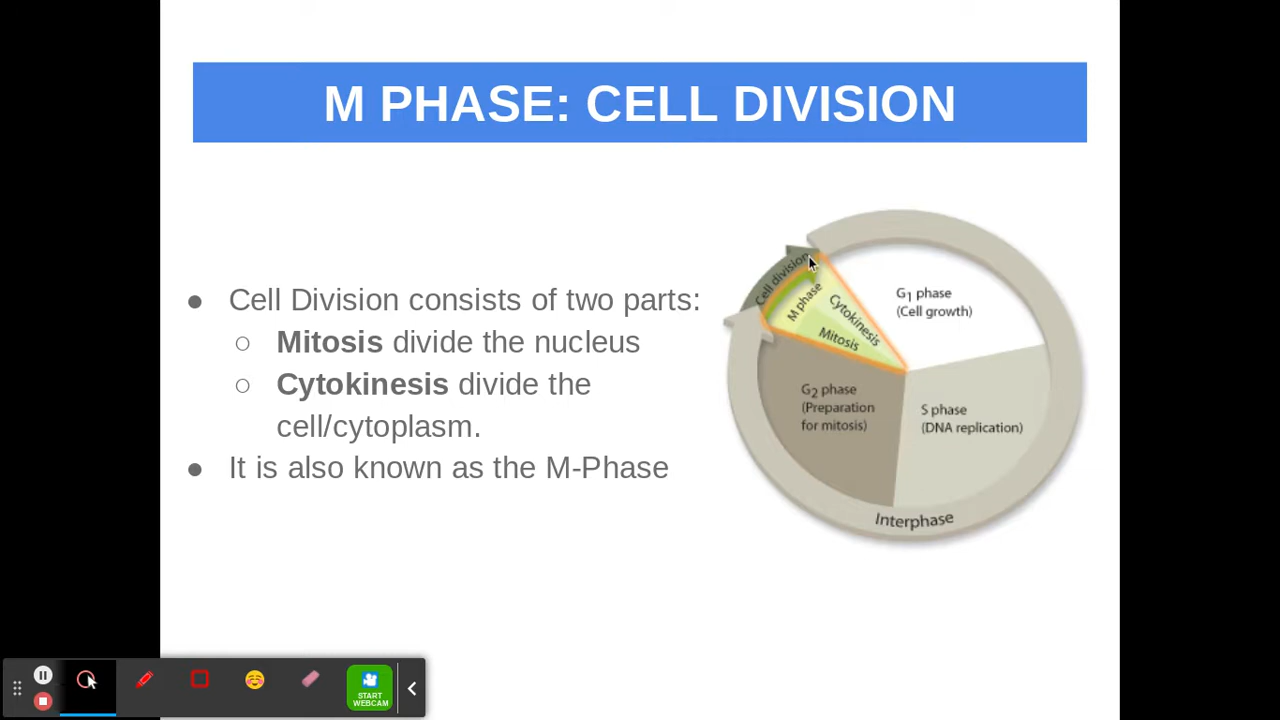 M PHASE: CELL DIVISION
● Cell Division consists of two parts:
○ Mitosis divide the nucleus
○ Cytokinesis divide the
cell/cytoplasm.
● It is also known as the M-Phase
Cell division
M phase
Cytokinesis
Mitosis
G1 phase
(Cell growth)
G2 phase
(Preparation
for mitosis)
S phase
(DNA replication)
Interphase
START
WEBCAM